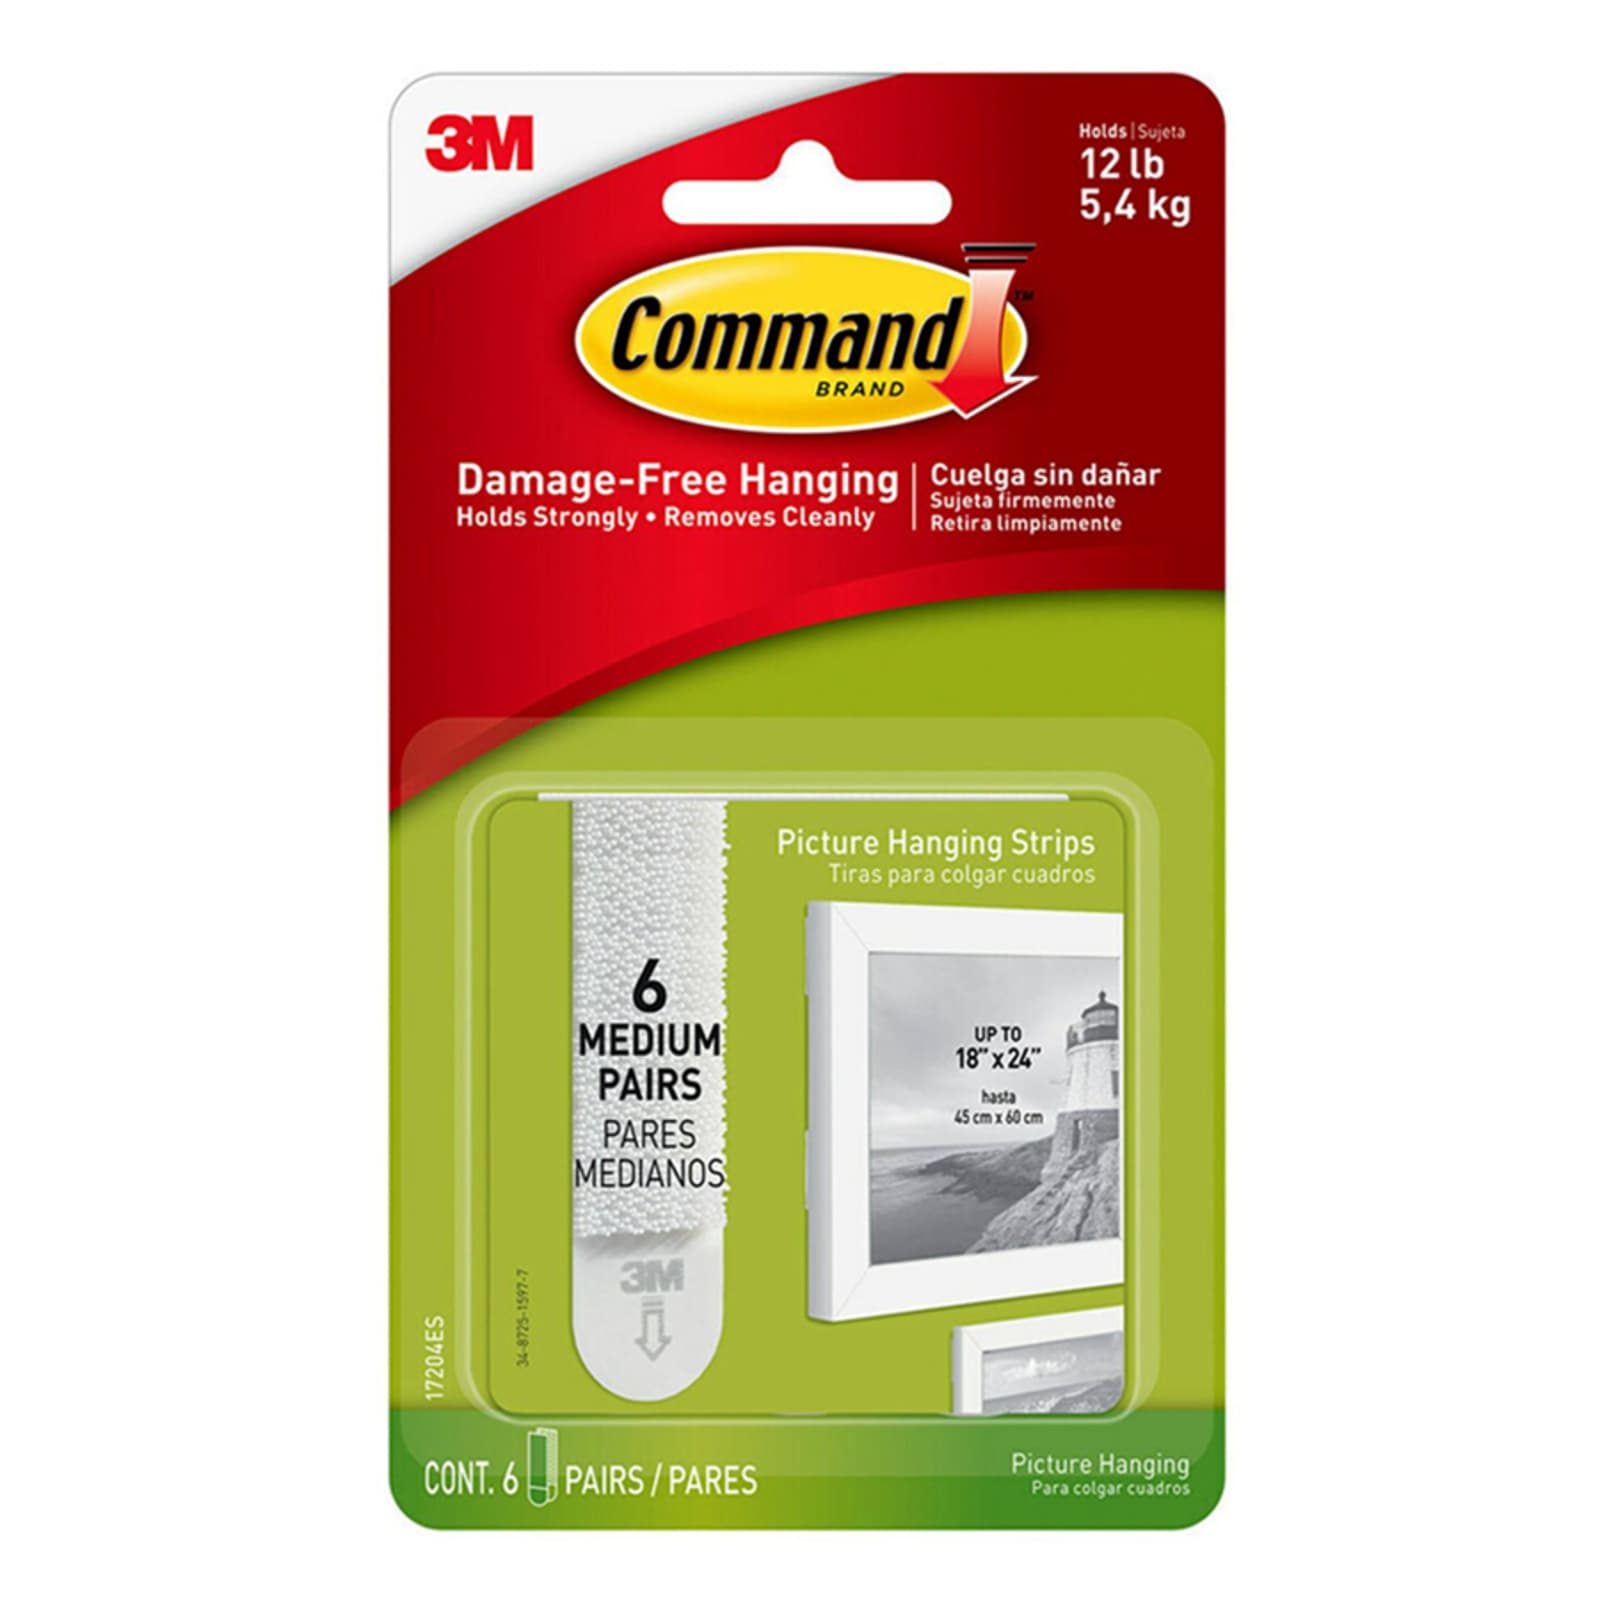 3M
Holds | Sujeta
12 lb
5,4 kg
Command™
BRAND
Damage-Free Hanging
Holds Strongly • Removes Cleanly
Cuelga sin dañar
Sujeta firmemente
Retira limpiamente
Picture Hanging Strips
Tiras para colgar cuadros
6
MEDIUM
PAIRS
PARES
MEDIANOS
UP TO
18” x 24”
hasta
45 cm x 60 cm
3M
34-8725-1597-7
17204ES
CONT. 6 PAIRS / PARES
Picture Hanging
Para colgar cuadros